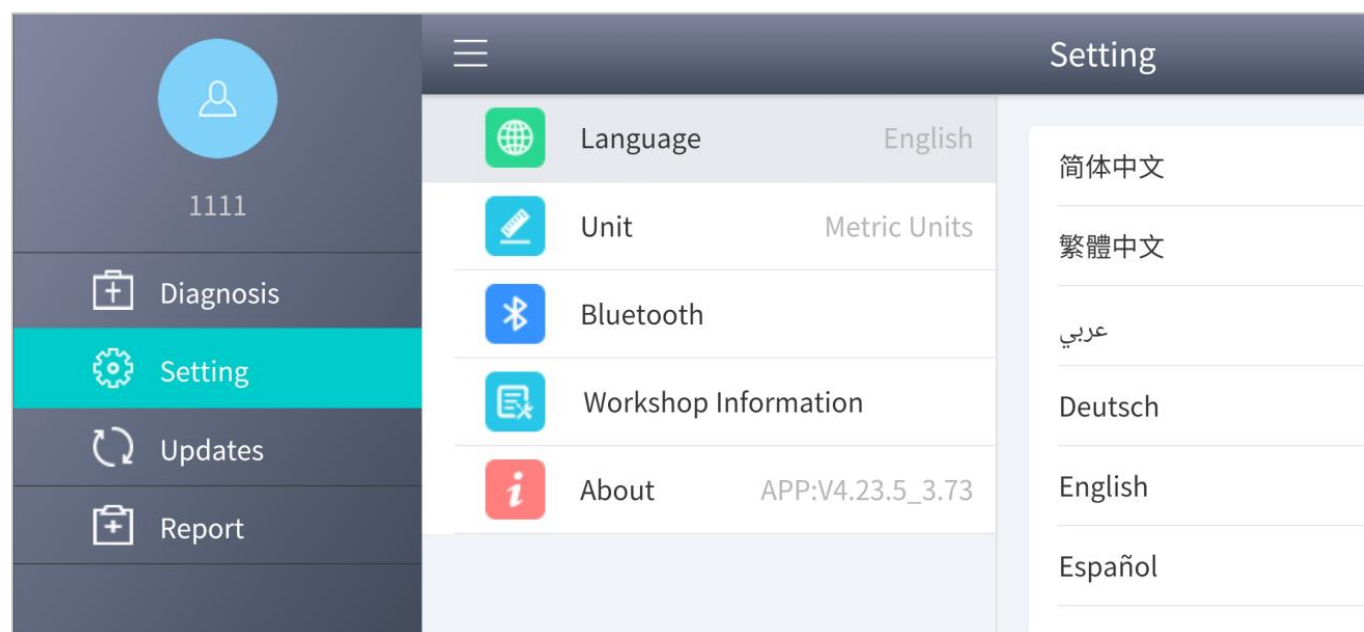 1111
Diagnosis
Setting
Updates
Report
Setting
Language English
Unit Metric Units
Bluetooth
Workshop Information
About APP:V4.23.5_3.73
简体中文
繁體中文
عربي
Deutsch
English
Español